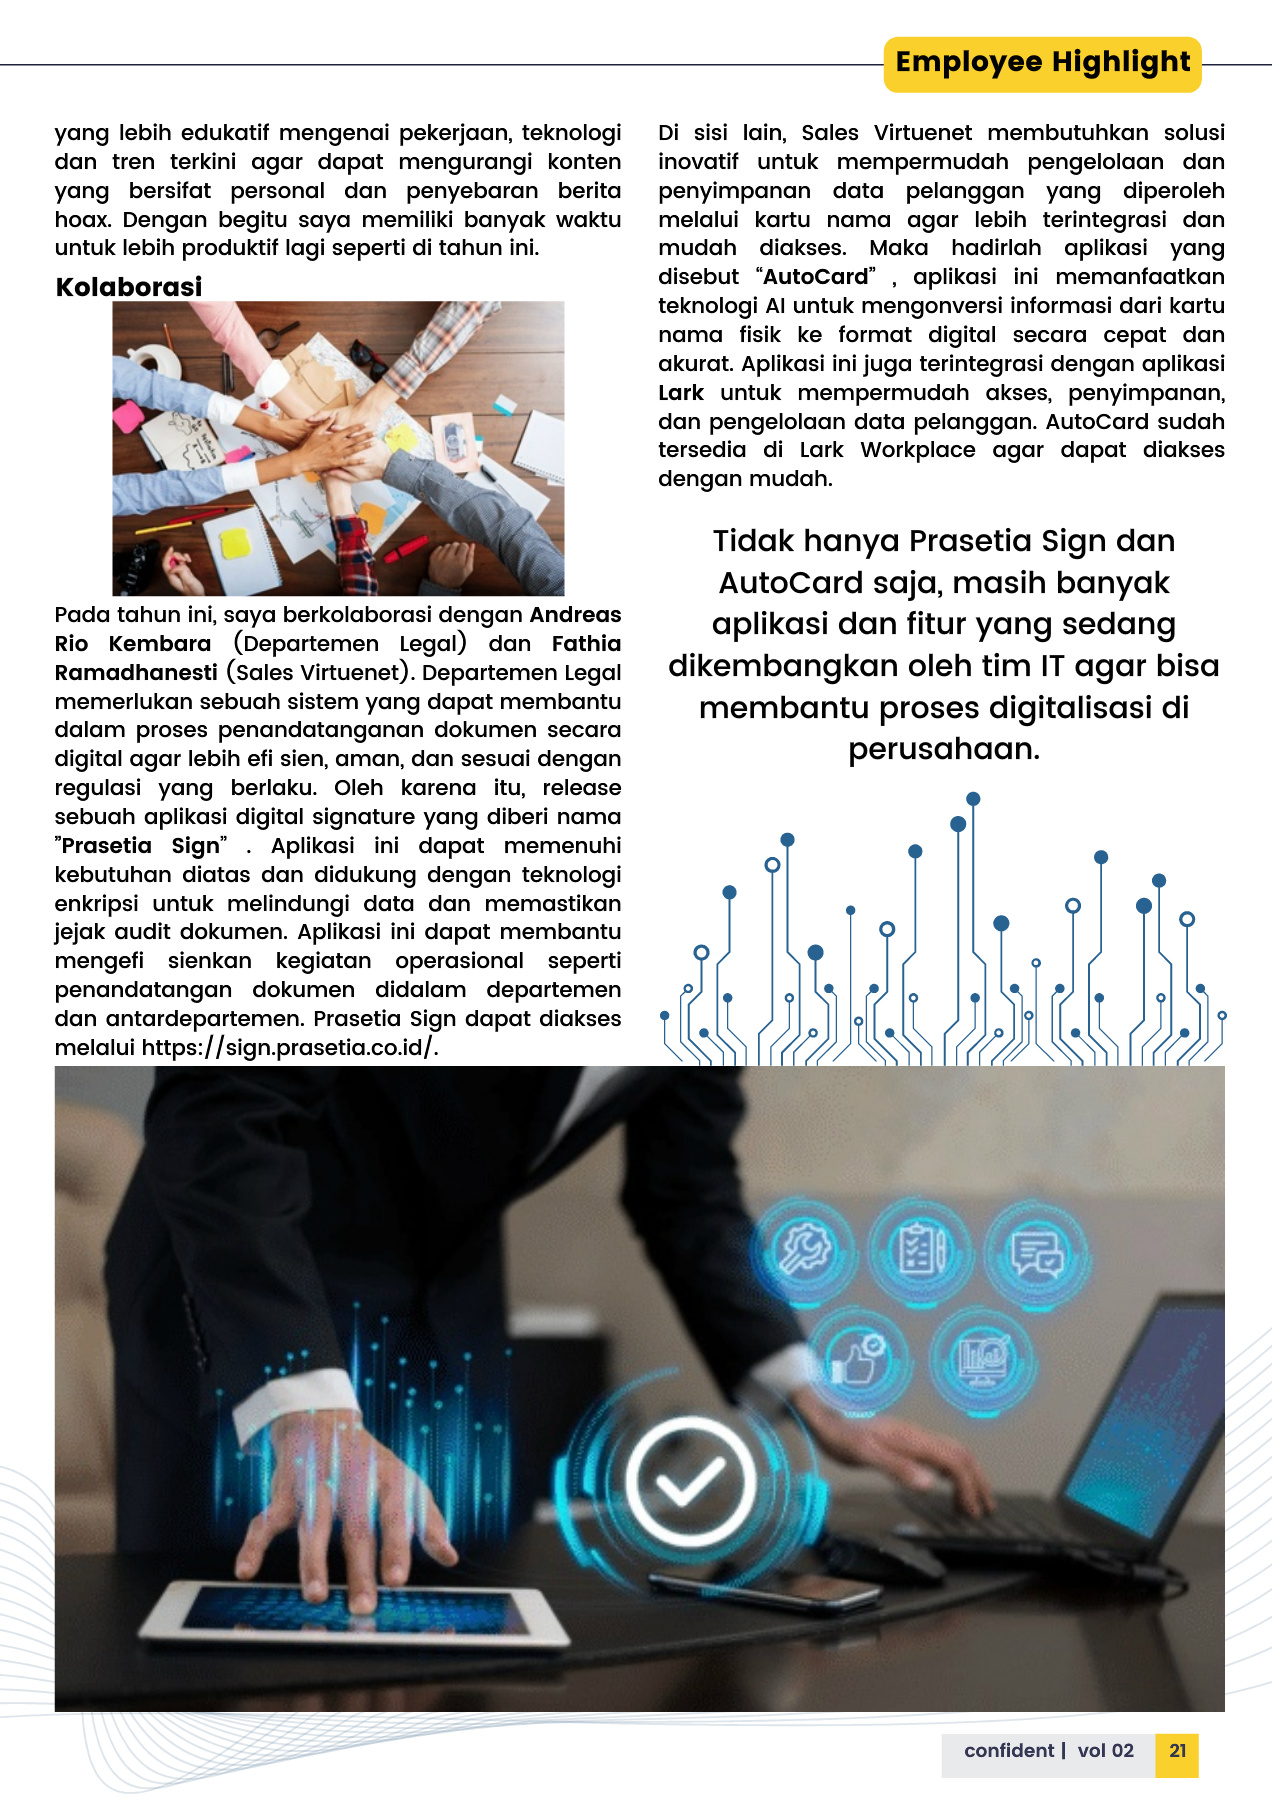 Employee Highlight
yang lebih edukatif mengenai pekerjaan, teknologi
dan tren terkini agar dapat mengurangi konten
yang bersifat personal dan penyebaran berita
hoax. Dengan begitu saya memiliki banyak waktu
untuk lebih produktif lagi seperti di tahun ini.
Kolaborasi
Pada tahun ini, saya berkolaborasi dengan Andreas
Rio Kembara (Departemen Legal) dan Fathia
Ramadhanesti (Sales Virtuenet). Departemen Legal
memerlukan sebuah sistem yang dapat membantu
dalam proses penandatanganan dokumen secara
digital agar lebih efi sien, aman, dan sesuai dengan
regulasi yang berlaku. Oleh karena itu, release
sebuah aplikasi digital signature yang diberi nama
”Prasetia Sign” . Aplikasi ini dapat memenuhi
kebutuhan diatas dan didukung dengan teknologi
enkripsi untuk melindungi data dan memastikan
jejak audit dokumen. Aplikasi ini dapat membantu
mengefi sienkan kegiatan operasional seperti
penandatangan dokumen didalam departemen
dan antardepartemen. Prasetia Sign dapat diakses
melalui https://sign.prasetia.co.id/.
Di sisi lain, Sales Virtuenet membutuhkan solusi
inovatif untuk mempermudah pengelolaan dan
penyimpanan data pelanggan yang diperoleh
melalui kartu nama agar lebih terintegrasi dan
mudah diakses. Maka hadirlah aplikasi yang
disebut “AutoCard” , aplikasi ini memanfaatkan
teknologi AI untuk mengonversi informasi dari kartu
nama fisik ke format digital secara cepat dan
akurat. Aplikasi ini juga terintegrasi dengan aplikasi
Lark untuk mempermudah akses, penyimpanan,
dan pengelolaan data pelanggan. AutoCard sudah
tersedia di Lark Workplace agar dapat diakses
dengan mudah.
Tidak hanya Prasetia Sign dan
AutoCard saja, masih banyak
aplikasi dan fitur yang sedang
dikembangkan oleh tim IT agar bisa
membantu proses digitalisasi di
perusahaan.
confident | vol 02 21